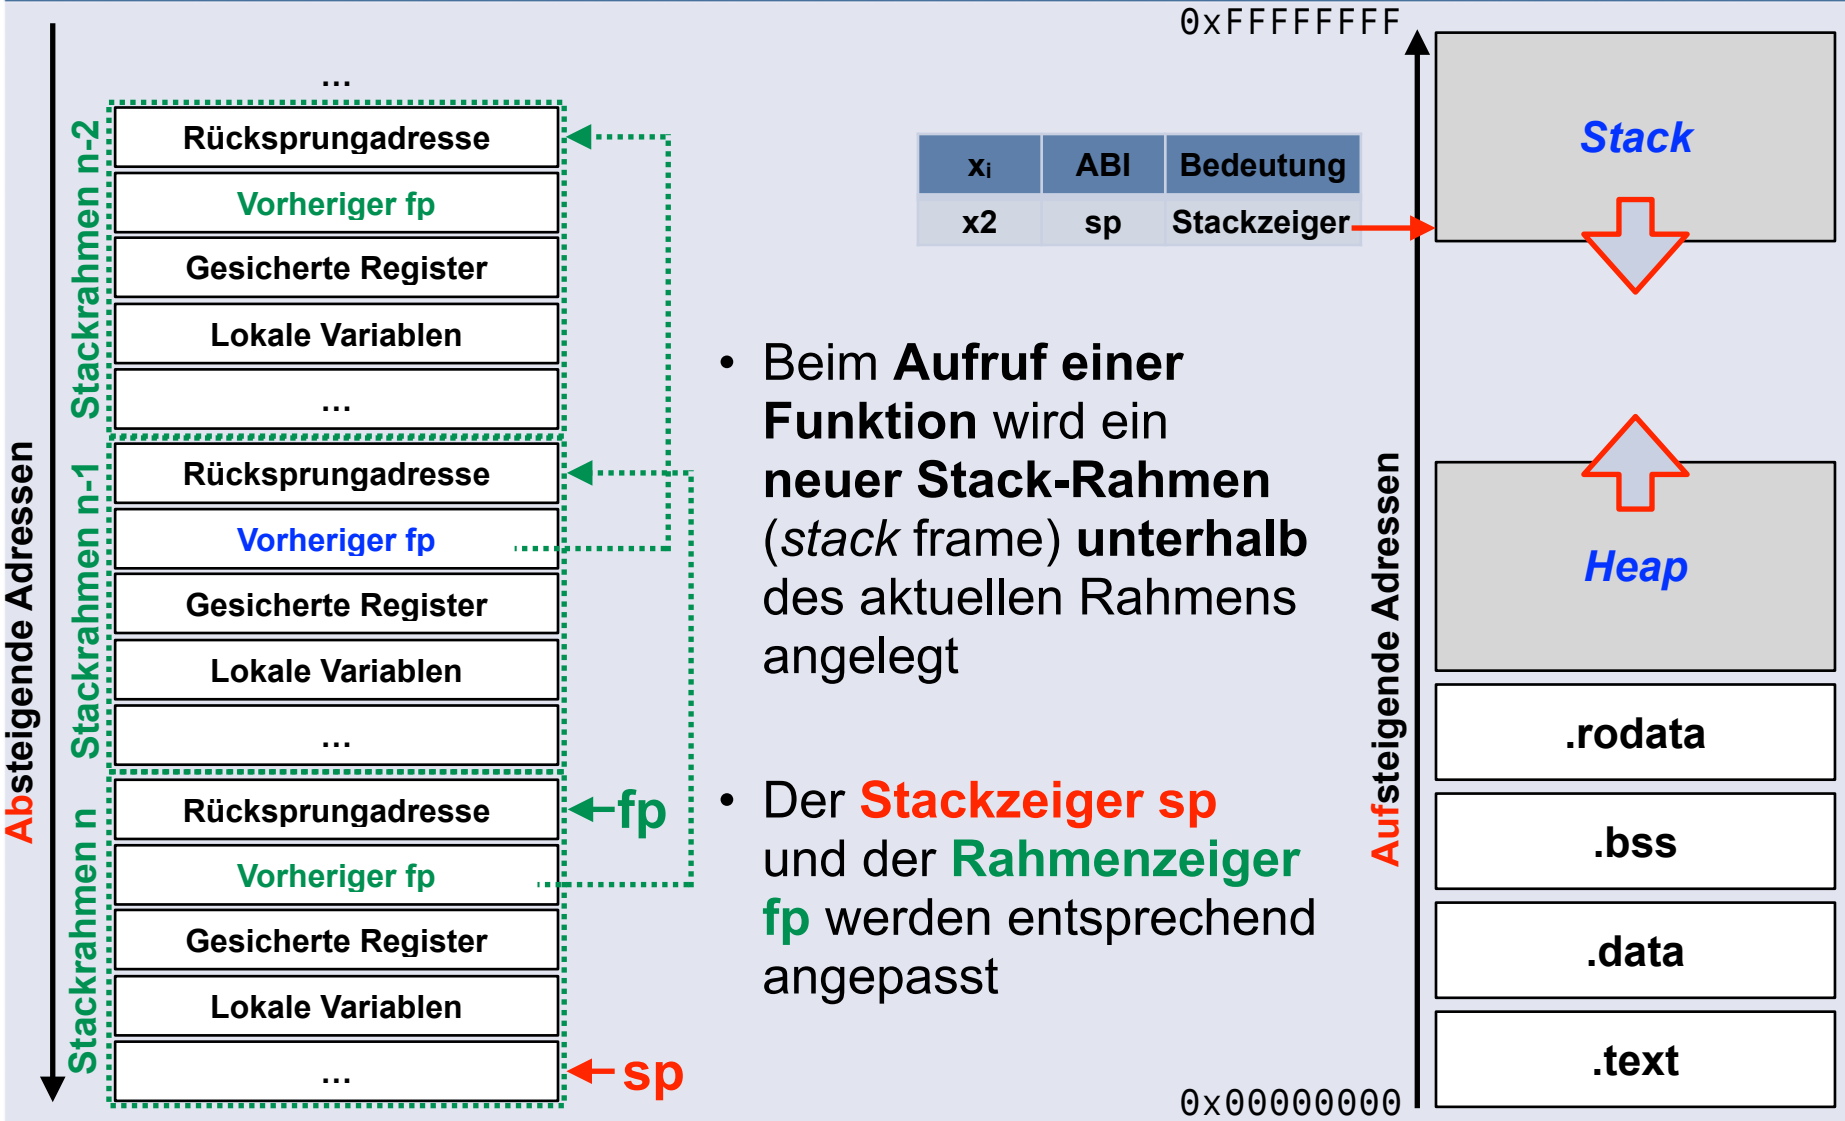 Absteigende Adressen
Stackrahmen n-2
...
Rücksprungadresse
Vorheriger fp
Gesicherte Register
Lokale Variablen
...
Stackrahmen n-1
Rücksprungadresse
Vorheriger fp
Gesicherte Register
Lokale Variablen
...
Stackrahmen n
Rücksprungadresse
fp
Vorheriger fp
Gesicherte Register
Lokale Variablen
...
sp
xi ABI Bedeutung
x2 sp Stackzeiger
• Beim Aufruf einer
Funktion wird ein
neuer Stack-Rahmen
(stack frame) unterhalb
des aktuellen Rahmens
angelegt
• Der Stackzeiger sp
und der Rahmenzeiger
fp werden entsprechend
angepasst
0xFFFFFFFF
Aufsteigende Adressen
0x00000000
Stack
Heap
.rodata
.bss
.data
.text